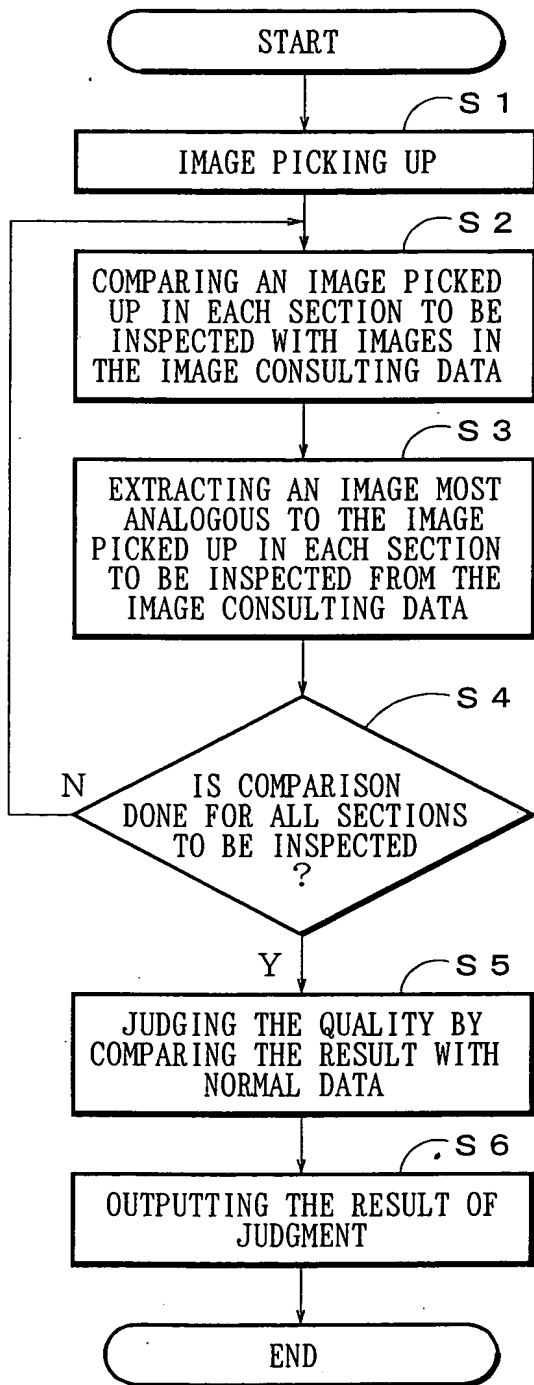 START
S 1
IMAGE PICKING UP
S 2
COMPARING AN IMAGE PICKED
UP IN EACH SECTION TO BE
INSPECTED WITH IMAGES IN
THE IMAGE CONSULTING DATA
S 3
EXTRACTING AN IMAGE MOST
ANALOGOUS TO THE IMAGE
PICKED UP IN EACH SECTION
TO BE INSPECTED FROM THE
IMAGE CONSULTING DATA
S 4
N
IS COMPARISON
DONE FOR ALL SECTIONS
TO BE INSPECTED
?
Y
S 5
JUDGING THE QUALITY BY
COMPARING THE RESULT WITH
NORMAL DATA
S 6
OUTPUTTING THE RESULT OF
JUDGMENT
END